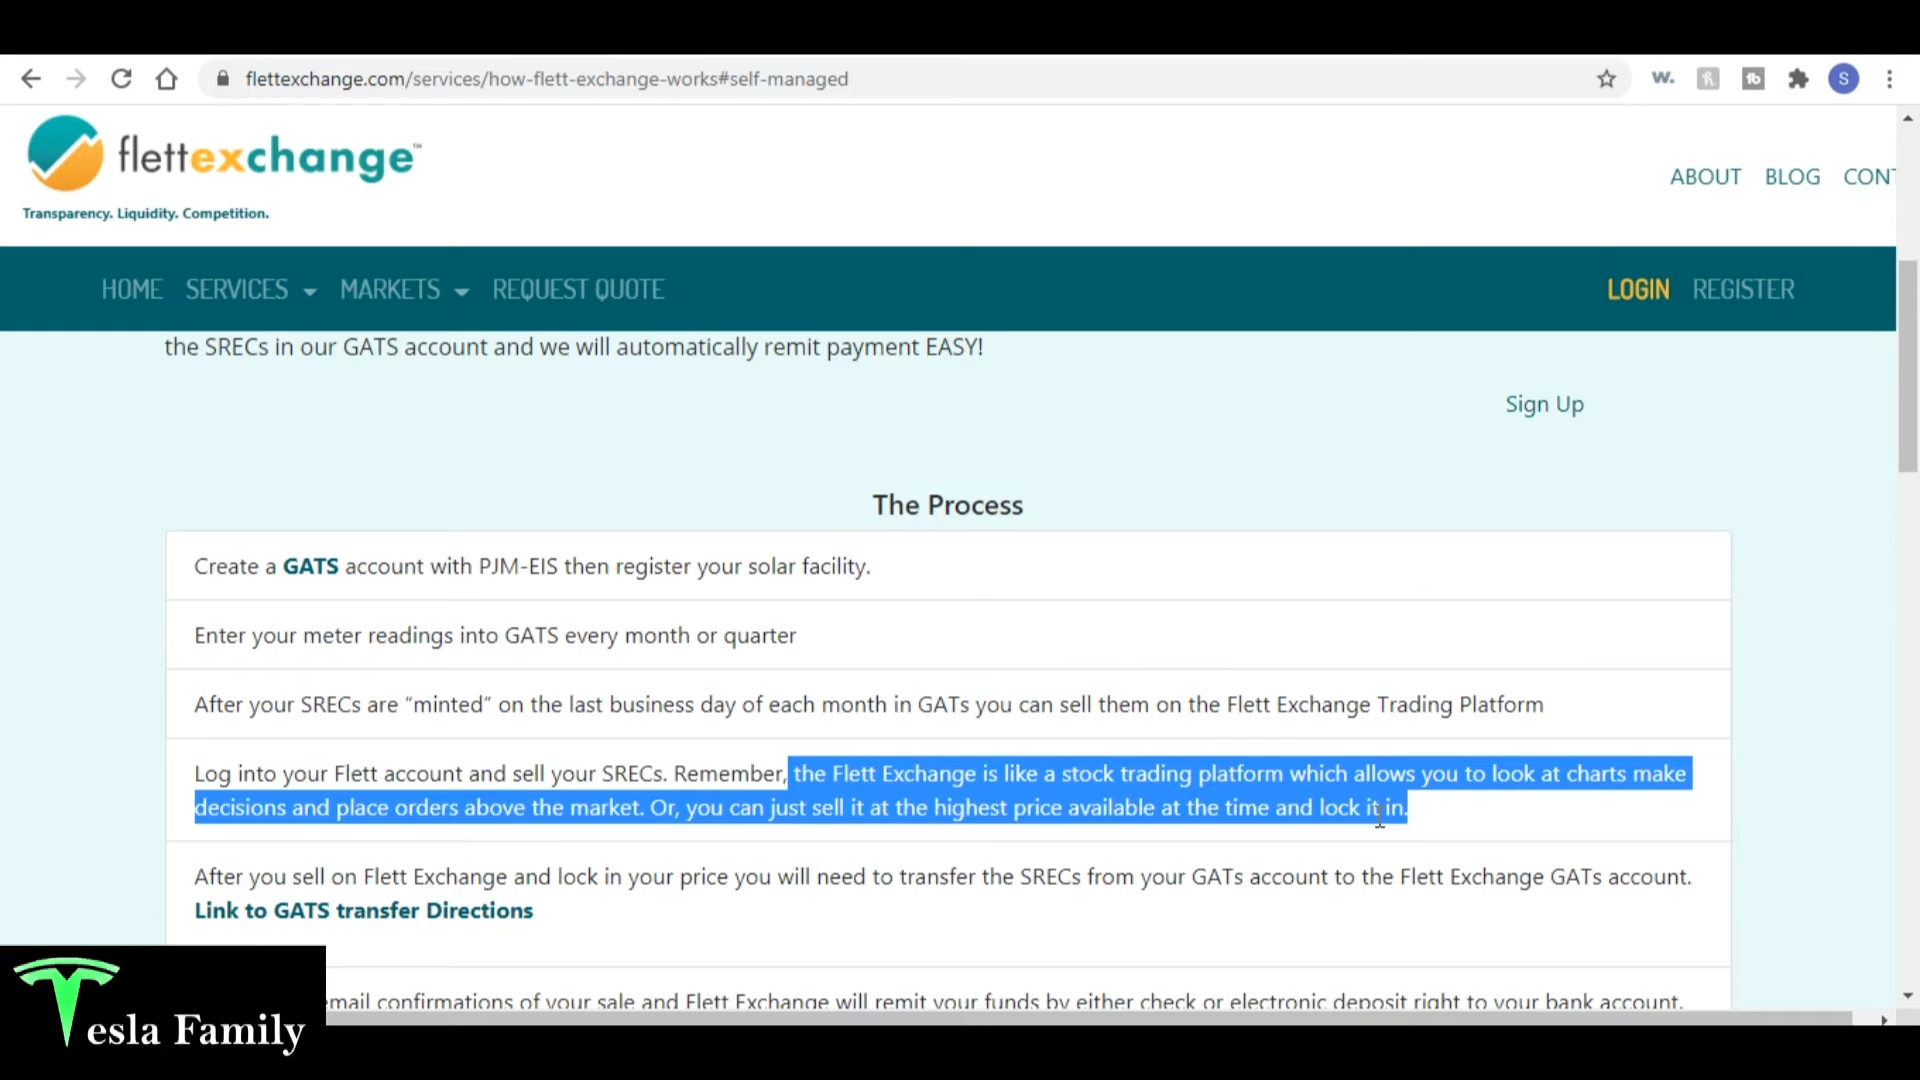 flettexchange.com/services/how-flett-exchange-works#self-managed
W.
S
flettexchange™
Transparency. Liquidity. Competition.
ABOUT BLOG CONT
HOME SERVICES MARKETS REQUEST QUOTE LOGIN REGISTER
the SRECs in our GATS account and we will automatically remit payment EASY!
Sign Up
The Process
Create a GATS account with PJM-EIS then register your solar facility.
Enter your meter readings into GATS every month or quarter
After your SRECs are “minted” on the last business day of each month in GATs you can sell them on the Flett Exchange Trading Platform
Log into your Flett account and sell your SRECs. Remember, the Flett Exchange is like a stock trading platform which allows you to look at charts make
decisions and place orders above the market. Or, you can just sell it at the highest price available at the time and lock it in.
After you sell on Flett Exchange and lock in your price you will need to transfer the SRECs from your GATs account to the Flett Exchange GATs account.
Link to GATS transfer Directions
email confirmations of your sale and Flett Exchange will remit your funds by either check or electronic deposit right to your bank account.
Tesla Family